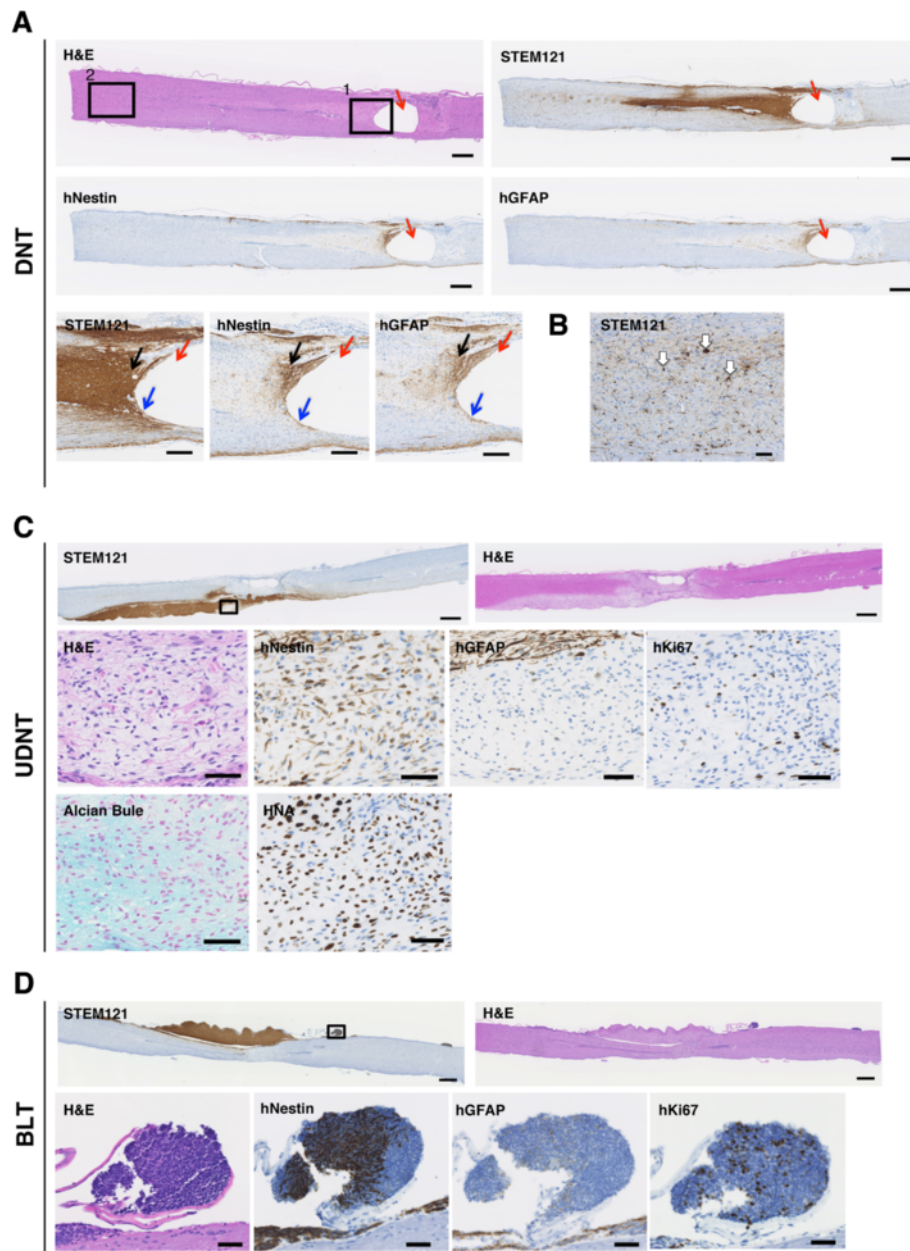 A
H&E
2
1
STEM121
hNestin
hGFAP
DNT
STEM121
hNestin
hGFAP
B
STEM121
C
STEM121
H&E
UDNT
H&E
hNestin
hGFAP
hKi67
Alcian Bule
HNA
D
STEM121
H&E
BLT
H&E
hNestin
hGFAP
hKi67